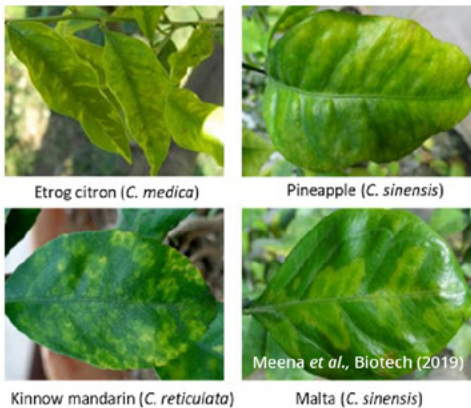 Etrog citron (C. medica)
Pineapple (C. sinensis)
Meena et al., Biotech (2019)
Kinnow mandarin (C. reticulata)
Malta (C. sinensis)